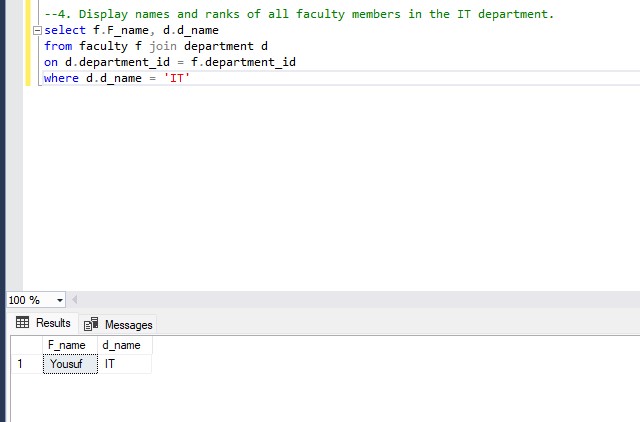 --4. Display names and ranks of all faculty members in the IT department.
select f.F_name, d.d_name
from faculty f join department d
on d.department_id = f.department_id
where d.d_name = 'IT'
100 %
Results Messages
F_name d_name
1 Yousuf IT